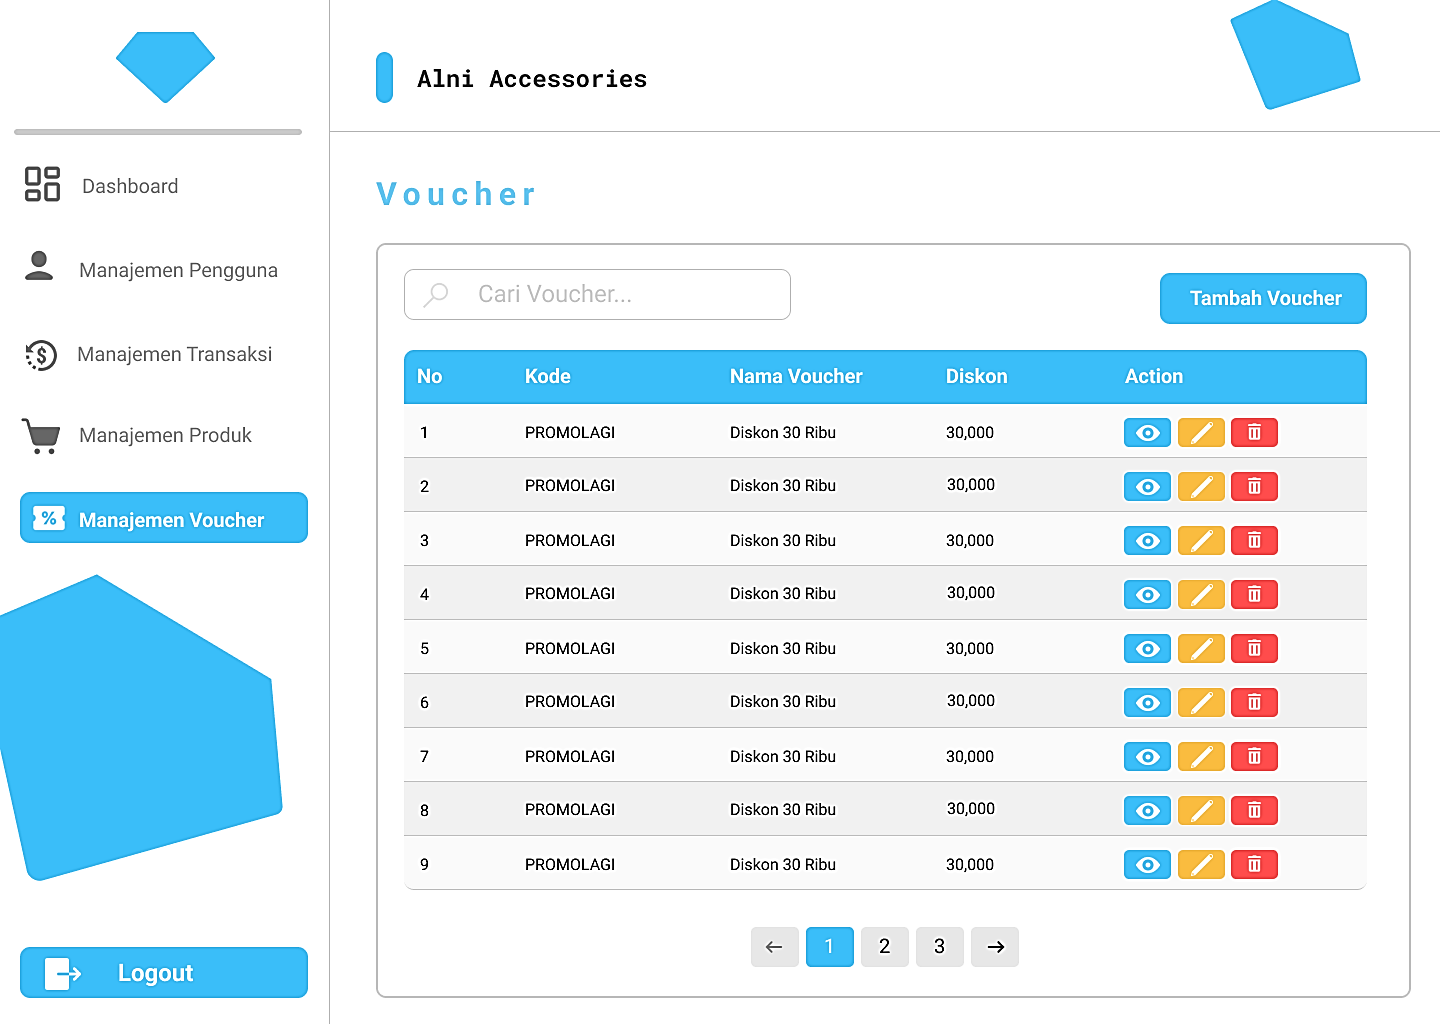 Alni Accessories
Dashboard
Manajemen Pengguna
Manajemen Transaksi
Manajemen Produk
% Manajemen Voucher
Logout
Voucher
Cari Voucher...
Tambah Voucher
No Kode Nama Voucher Diskon Action
1 PROMOLAGI Diskon 30 Ribu 30,000
2 PROMOLAGI Diskon 30 Ribu 30,000
3 PROMOLAGI Diskon 30 Ribu 30,000
4 PROMOLAGI Diskon 30 Ribu 30,000
5 PROMOLAGI Diskon 30 Ribu 30,000
6 PROMOLAGI Diskon 30 Ribu 30,000
7 PROMOLAGI Diskon 30 Ribu 30,000
8 PROMOLAGI Diskon 30 Ribu 30,000
9 PROMOLAGI Diskon 30 Ribu 30,000
← 1 2 3 →